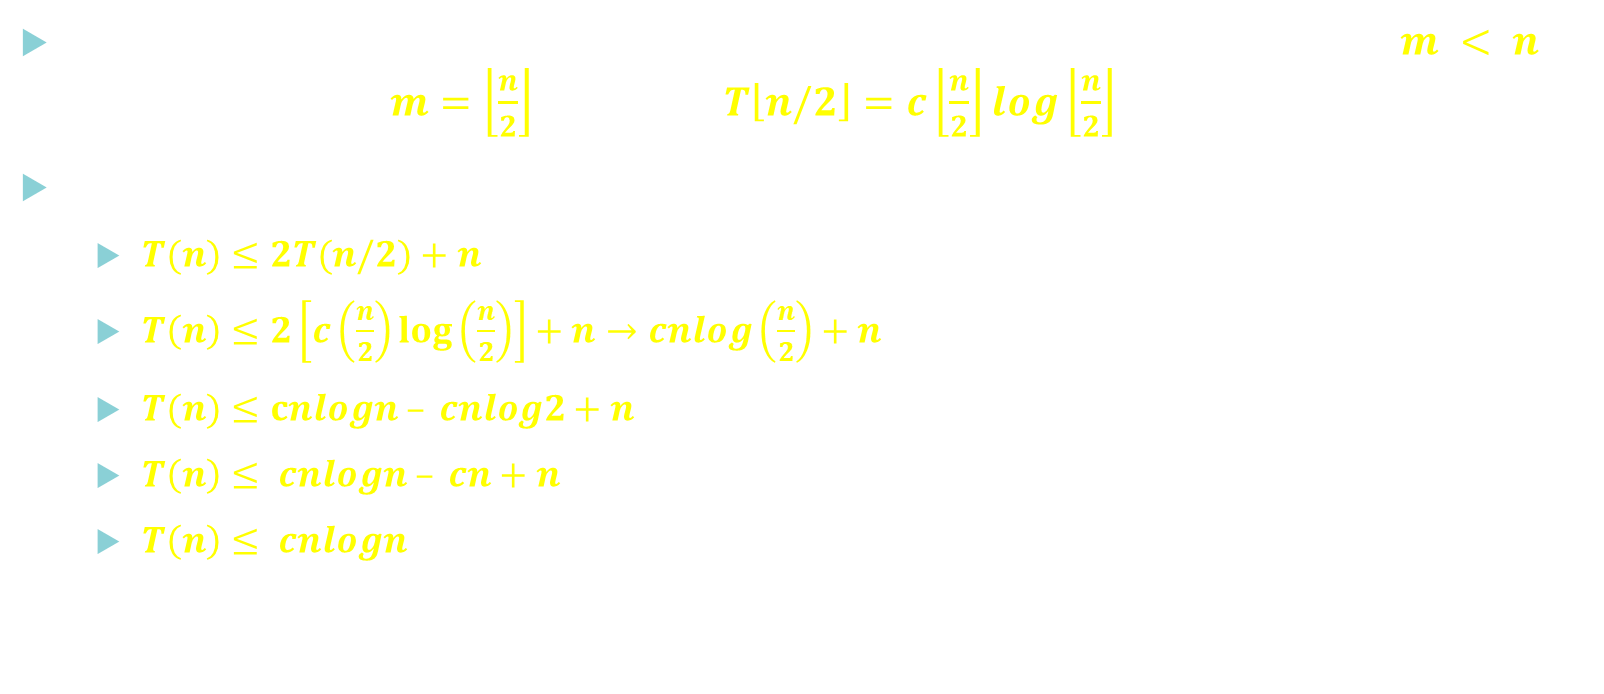 m < n
m = ⌊n/2⌋ T⌊n/2⌋ = c⌊n/2⌋ log⌊n/2⌋
T(n) ≤ 2T(n/2) + n
T(n) ≤ 2[c(n/2) log(n/2)] + n → cnlog(n/2) + n
T(n) ≤ cnlogn – cnlog2 + n
T(n) ≤ cnlogn – cn + n
T(n) ≤ cnlogn